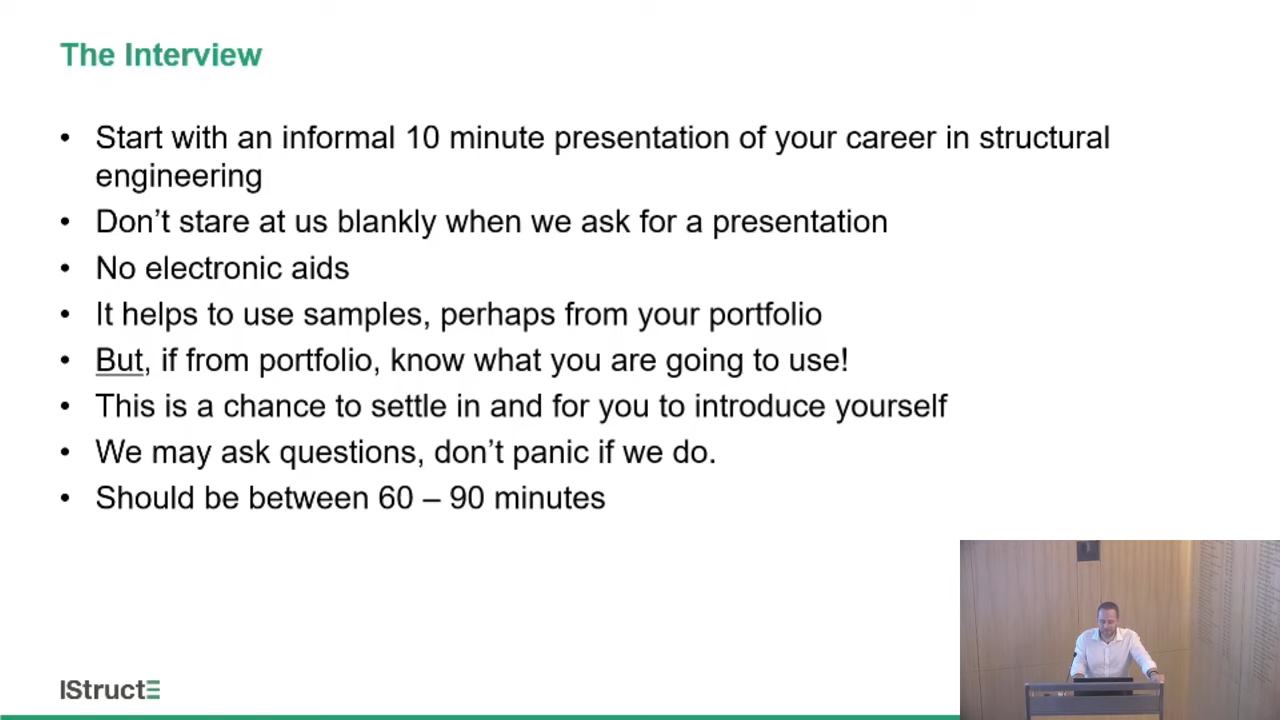 The Interview
• Start with an informal 10 minute presentation of your career in structural
engineering
• Don’t stare at us blankly when we ask for a presentation
• No electronic aids
• It helps to use samples, perhaps from your portfolio
• But, if from portfolio, know what you are going to use!
• This is a chance to settle in and for you to introduce yourself
• We may ask questions, don’t panic if we do.
• Should be between 60 – 90 minutes
IStructE